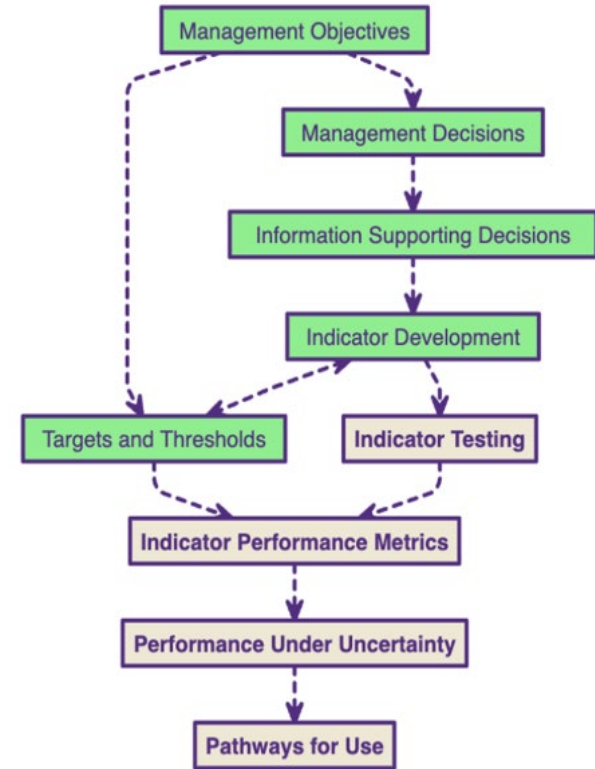 Management Objectives
Management Decisions
Information Supporting Decisions
Indicator Development
Targets and Thresholds
Indicator Testing
Indicator Performance Metrics
Performance Under Uncertainty
Pathways for Use